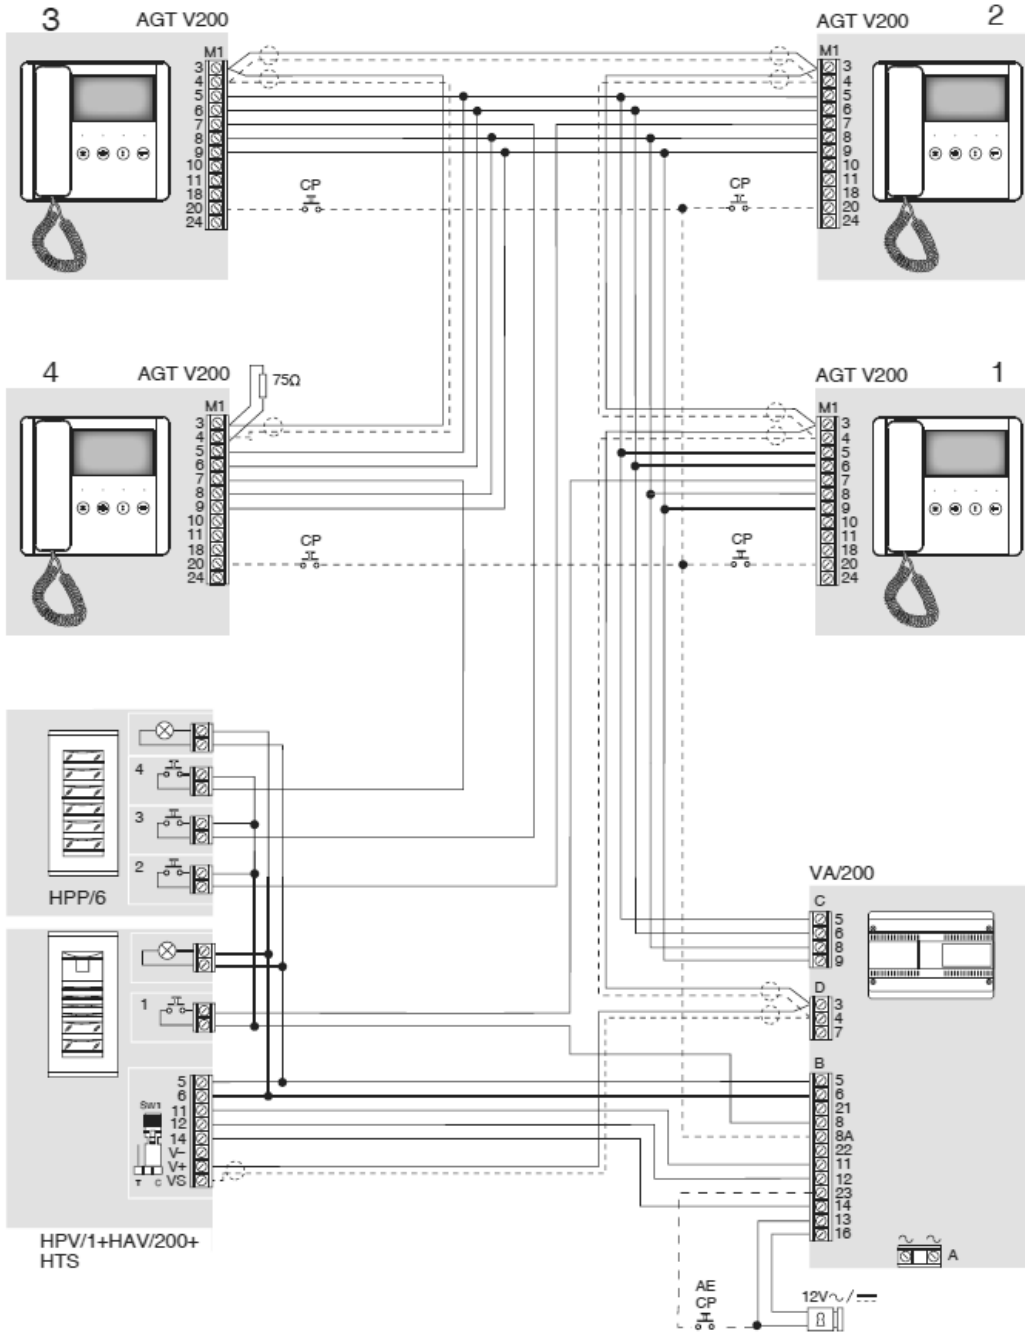 3 AGT V200
AGT V200 2
M1
3
4
5
6
7
8
9
10
11
18
20
24
M1
3
4
5
6
7
8
9
10
11
18
20
24
CP
CP
4 AGT V200
75Ω
AGT V200 1
M1
3
4
5
6
7
8
9
10
11
18
20
24
M1
3
4
5
6
7
8
9
10
11
18
20
24
CP
CP
4
3
2
HPP/6
1
5
6
11
12
14
V–
V+
VS
SW1
T C
HPV/1+HAV/200+
HTS
VA/200
C
5
6
8
9
D
3
4
7
B
5
6
21
8
8A
22
11
12
23
14
13
16
A
AE
CP
12V~/
8